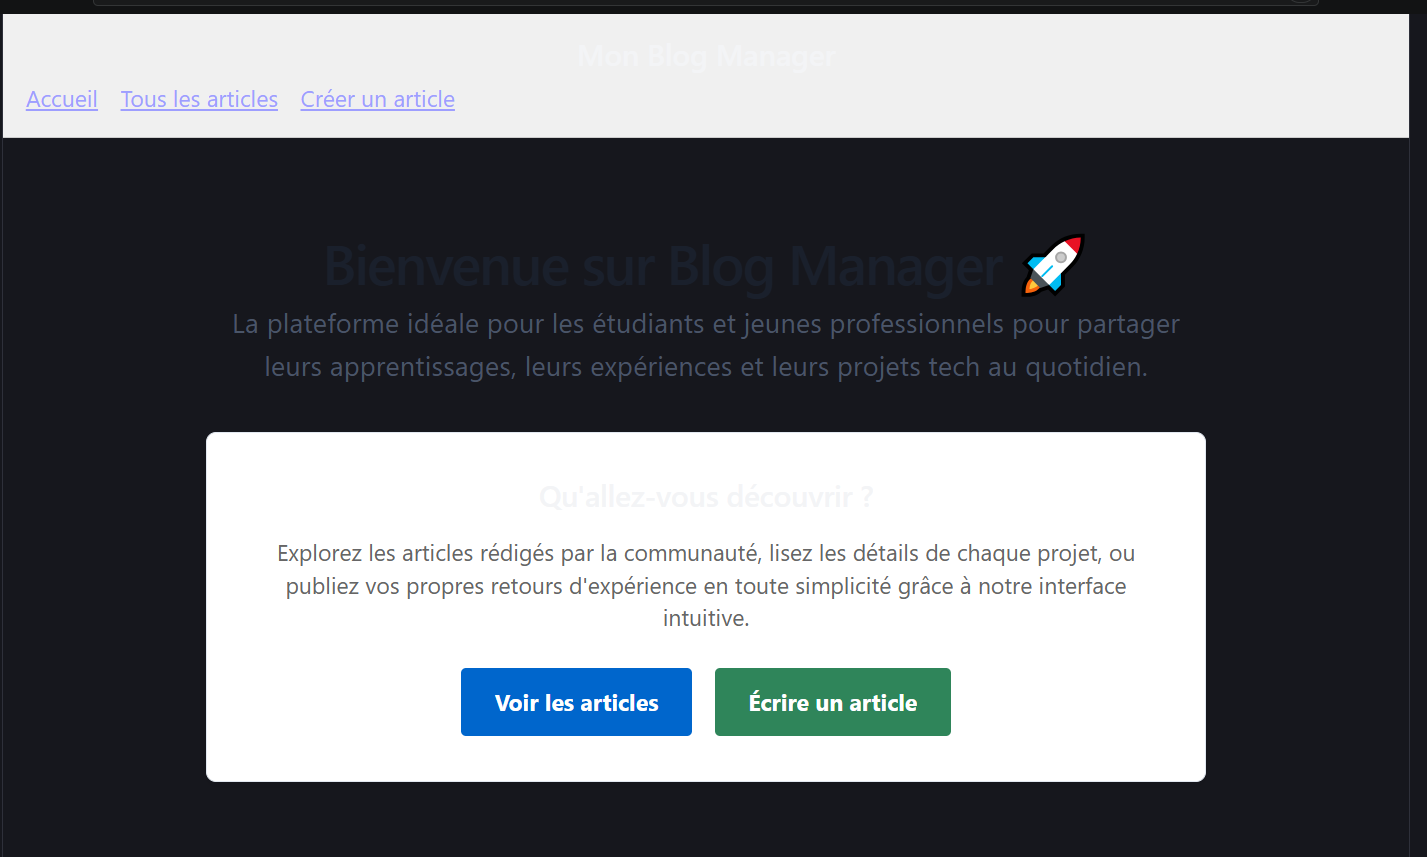 Mon Blog Manager
Accueil Tous les articles Créer un article
Bienvenue sur Blog Manager 🚀
La plateforme idéale pour les étudiants et jeunes professionnels pour partager
leurs apprentissages, leurs expériences et leurs projets tech au quotidien.
Qu'allez-vous découvrir ?
Explorez les articles rédigés par la communauté, lisez les détails de chaque projet, ou
publiez vos propres retours d'expérience en toute simplicité grâce à notre interface
intuitive.
Voir les articles Écrire un article